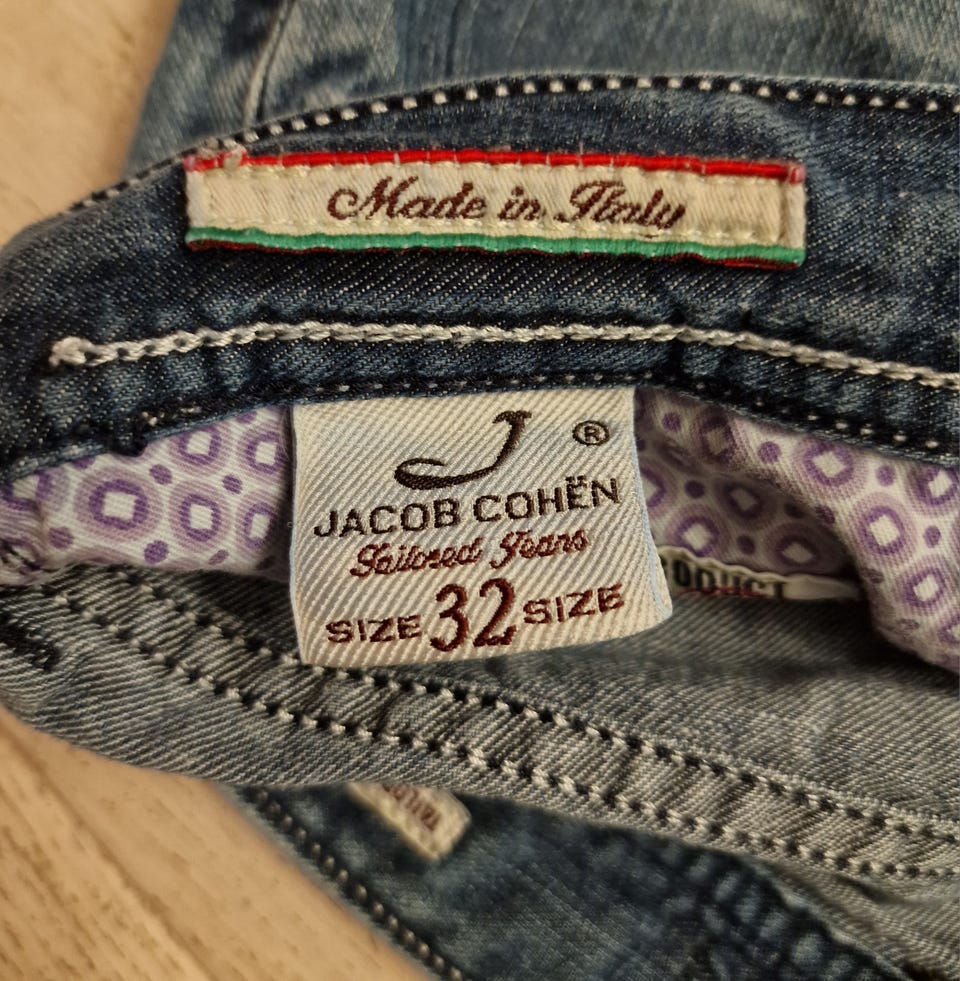 Made in Italy
J ®
JACOB COHËN
Tailored Jeans
SIZE 32 SIZE